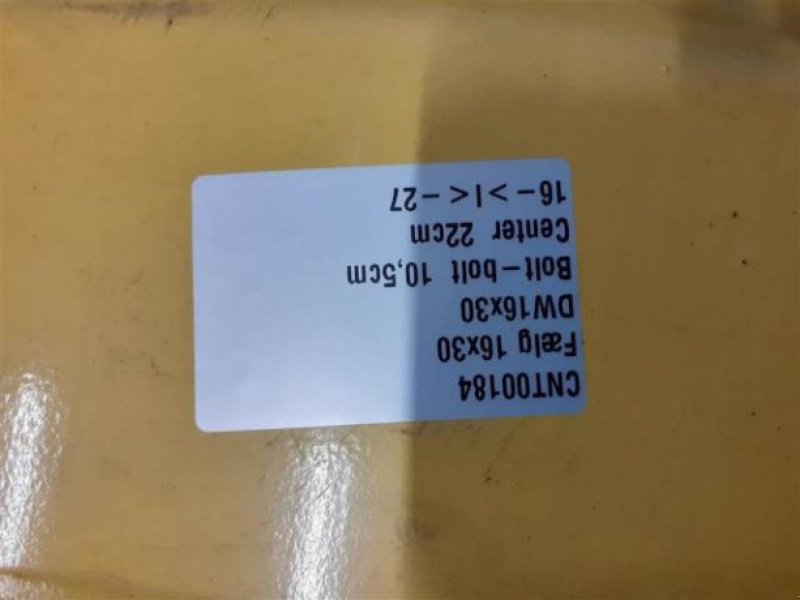 CNT00184
Fælg 16x30
DW16x30
Bolt-bolt 10,5cm
Center 22cm
16->|<-27